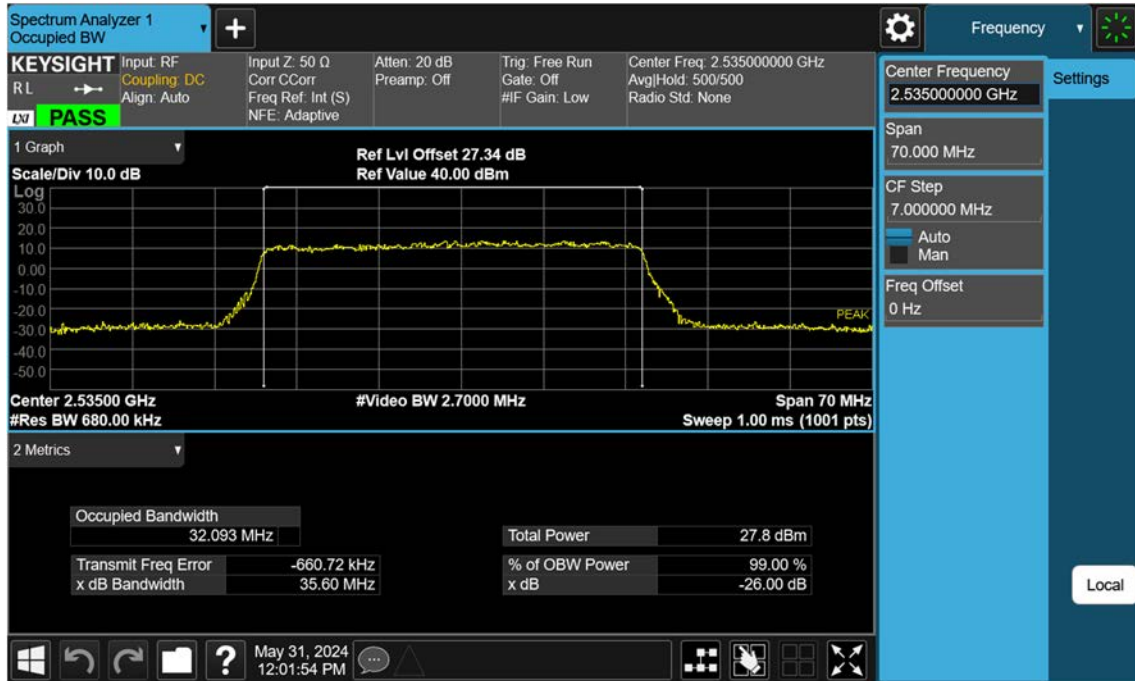 Spectrum Analyzer 1
Occupied BW
+
Frequency
KEYSIGHT
R L
LXI PASS
Input: RF
Coupling: DC
Align: Auto
Input Z: 50 Ω
Corr CCorr
Freq Ref: Int (S)
NFE: Adaptive
Atten: 20 dB
Preamp: Off
Trig: Free Run
Gate: Off
#IF Gain: Low
Center Freq: 2.535000000 GHz
Avg|Hold: 500/500
Radio Std: None
Center Frequency
2.535000000 GHz
Settings
Span
70.000 MHz
CF Step
7.000000 MHz
Auto
Man
Freq Offset
0 Hz
Local
1 Graph
Scale/Div 10.0 dB
Ref Lvl Offset 27.34 dB
Ref Value 40.00 dBm
Log
30.0
20.0
10.0
0.00
-10.0
-20.0
-30.0
-40.0
-50.0
PEAK
Center 2.53500 GHz
#Res BW 680.00 kHz
#Video BW 2.7000 MHz
Span 70 MHz
Sweep 1.00 ms (1001 pts)
2 Metrics
Occupied Bandwidth
32.093 MHz
Total Power 27.8 dBm
Transmit Freq Error -660.72 kHz
% of OBW Power 99.00 %
x dB Bandwidth 35.60 MHz
x dB -26.00 dB
?
May 31, 2024
12:01:54 PM